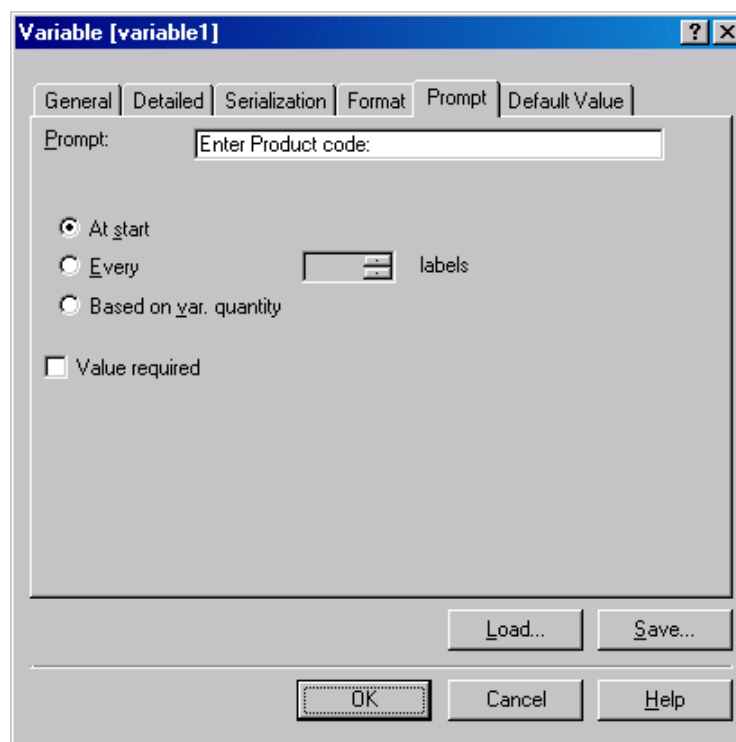 Variable [variable1]
General Detailed Serialization Format Prompt Default Value
Prompt: Enter Product code:
At start
Every labels
Based on var. quantity
Value required
Load... Save...
OK Cancel Help